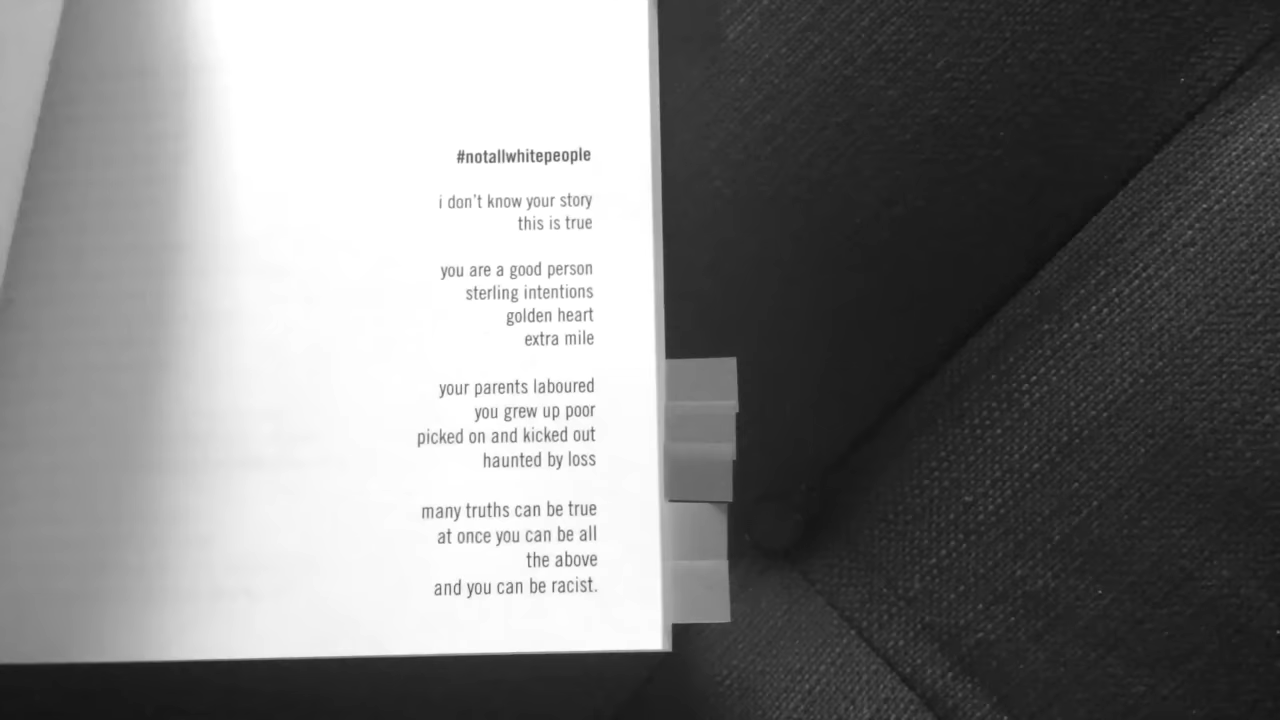 #notallwhitepeople
i don't know your story
this is true
you are a good person
sterling intentions
golden heart
extra mile
your parents laboured
you grew up poor
picked on and kicked out
haunted by loss
many truths can be true
at once you can be all
the above
and you can be racist.